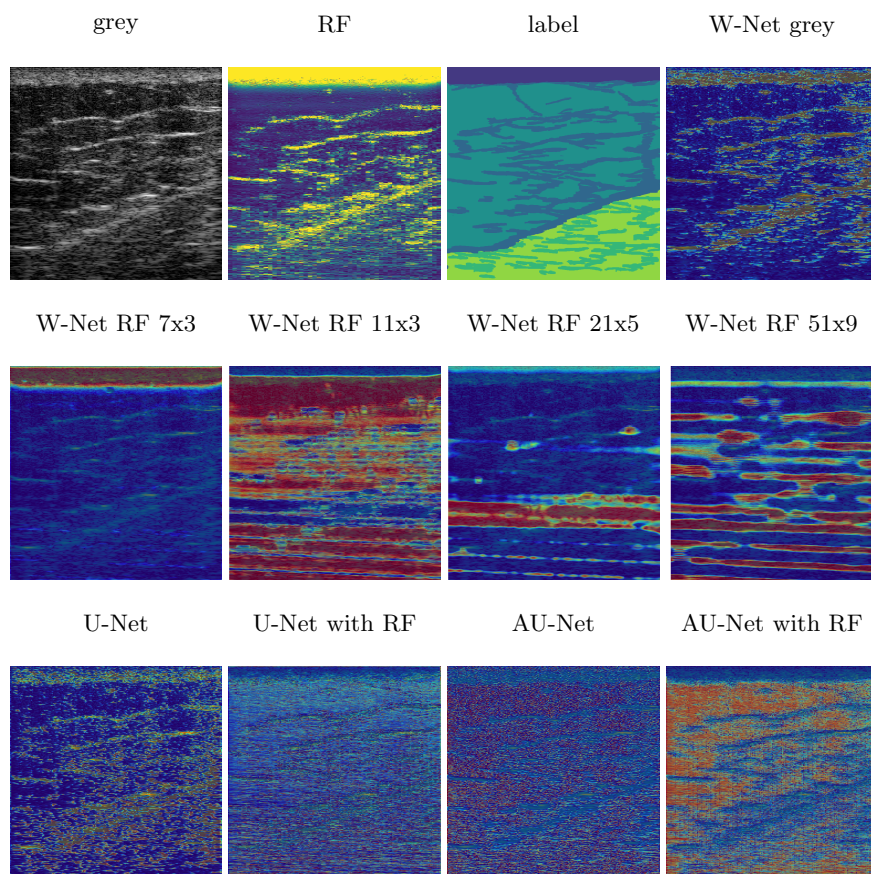 grey RF label W-Net grey
W-Net RF 7x3 W-Net RF 11x3 W-Net RF 21x5 W-Net RF 51x9
U-Net U-Net with RF AU-Net AU-Net with RF